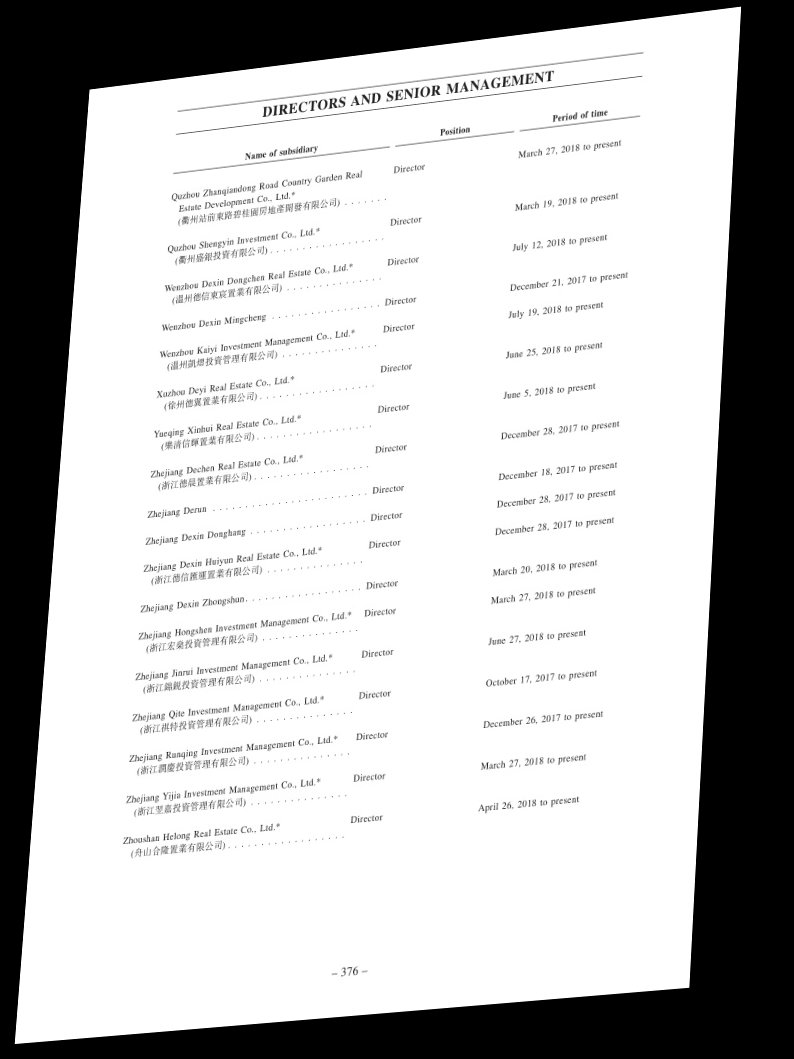 DIRECTORS AND SENIOR MANAGEMENT
Name of subsidiary Position Period of time
Quzhou Zhanqiandong Road Country Garden Real Director March 27, 2018 to present
Estate Development Co., Ltd.*
(衢州站前東路碧桂園房地產開發有限公司) . . . . . . .
Quzhou Shengyin Investment Co., Ltd.* Director March 19, 2018 to present
(衢州盛銀投資有限公司) . . . . . . . . . . . . . . . . . .
Wenzhou Dexin Dongchen Real Estate Co., Ltd.* Director July 12, 2018 to present
(溫州德信東宸置業有限公司) . . . . . . . . . . . . . . .
Wenzhou Dexin Mingcheng . . . . . . . . . . . . . . . . . Director December 21, 2017 to present
Wenzhou Kaiyi Investment Management Co., Ltd.* Director July 19, 2018 to present
(溫州凱熠投資管理有限公司) . . . . . . . . . . . . . . .
Xuzhou Deyi Real Estate Co., Ltd.* Director June 25, 2018 to present
(徐州德翼置業有限公司) . . . . . . . . . . . . . . . . . .
Yueqing Xinhui Real Estate Co., Ltd.* Director June 5, 2018 to present
(樂清信輝置業有限公司) . . . . . . . . . . . . . . . . . .
Zhejiang Dechen Real Estate Co., Ltd.* Director December 28, 2017 to present
(浙江德晨置業有限公司) . . . . . . . . . . . . . . . . . .
Zhejiang Derun . . . . . . . . . . . . . . . . . . . . . . . . Director December 18, 2017 to present
Zhejiang Dexin Donghang . . . . . . . . . . . . . . . . . . Director December 28, 2017 to present
Zhejiang Dexin Huiyun Real Estate Co., Ltd.* Director December 28, 2017 to present
(浙江德信匯運置業有限公司) . . . . . . . . . . . . . . .
Zhejiang Dexin Zhongshun . . . . . . . . . . . . . . . . . . Director March 20, 2018 to present
Zhejiang Hongshen Investment Management Co., Ltd.* Director March 27, 2018 to present
(浙江宏燊投資管理有限公司) . . . . . . . . . . . . . . .
Zhejiang Jinrui Investment Management Co., Ltd.* Director June 27, 2018 to present
(浙江錦銳投資管理有限公司) . . . . . . . . . . . . . . .
Zhejiang Qite Investment Management Co., Ltd.* Director October 17, 2017 to present
(浙江祺特投資管理有限公司) . . . . . . . . . . . . . . .
Zhejiang Runqing Investment Management Co., Ltd.* Director December 26, 2017 to present
(浙江潤慶投資管理有限公司) . . . . . . . . . . . . . . .
Zhejiang Yijia Investment Management Co., Ltd.* Director March 27, 2018 to present
(浙江翌嘉投資管理有限公司) . . . . . . . . . . . . . . .
Zhoushan Helong Real Estate Co., Ltd.* Director April 26, 2018 to present
(舟山合隆置業有限公司) . . . . . . . . . . . . . . . . . .
– 376 –